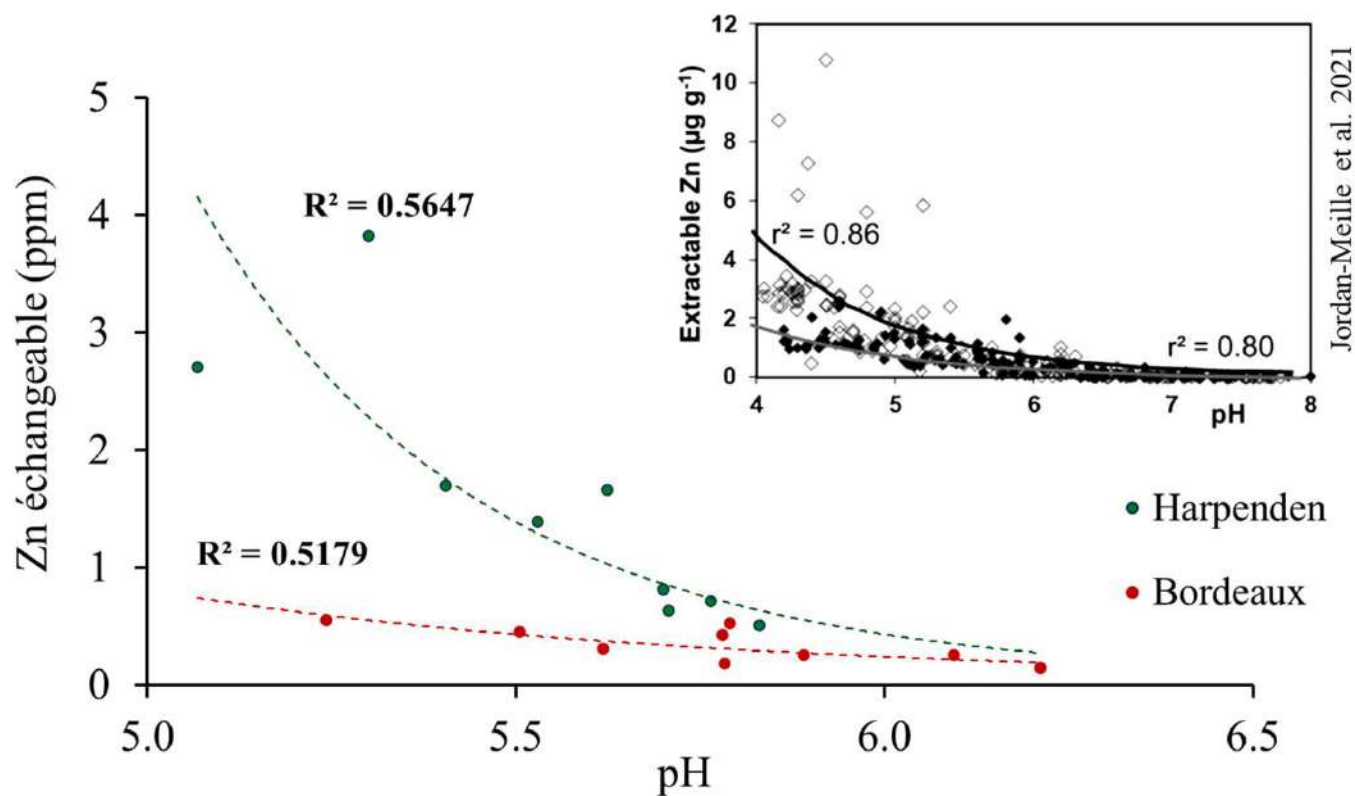 Zn échangeable (ppm)
5
4
3
2
1
0
5.0
5.5
6.0
6.5
pH
R² = 0.5647
R² = 0.5179
Harpenden
Bordeaux
Extractable Zn (µg g⁻¹)
12
10
8
6
4
2
0
4
5
6
7
8
pH
r² = 0.86
r² = 0.80
Jordan-Meille et al. 2021